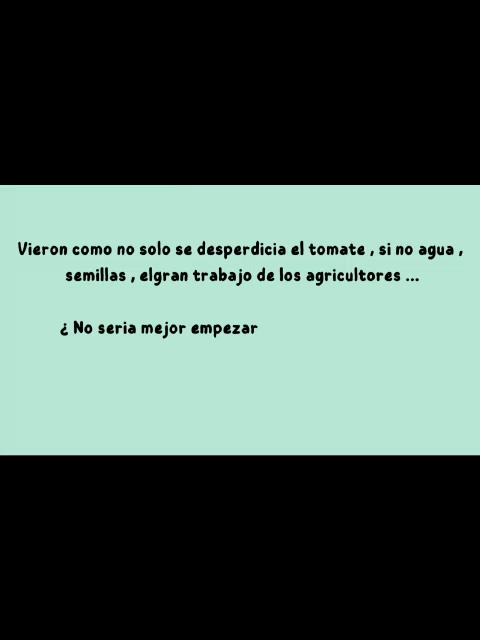 Vieron como no solo se desperdicia el tomate , si no agua ,
semillas , elgran trabajo de los agricultores ...
¿ No seria mejor empezar